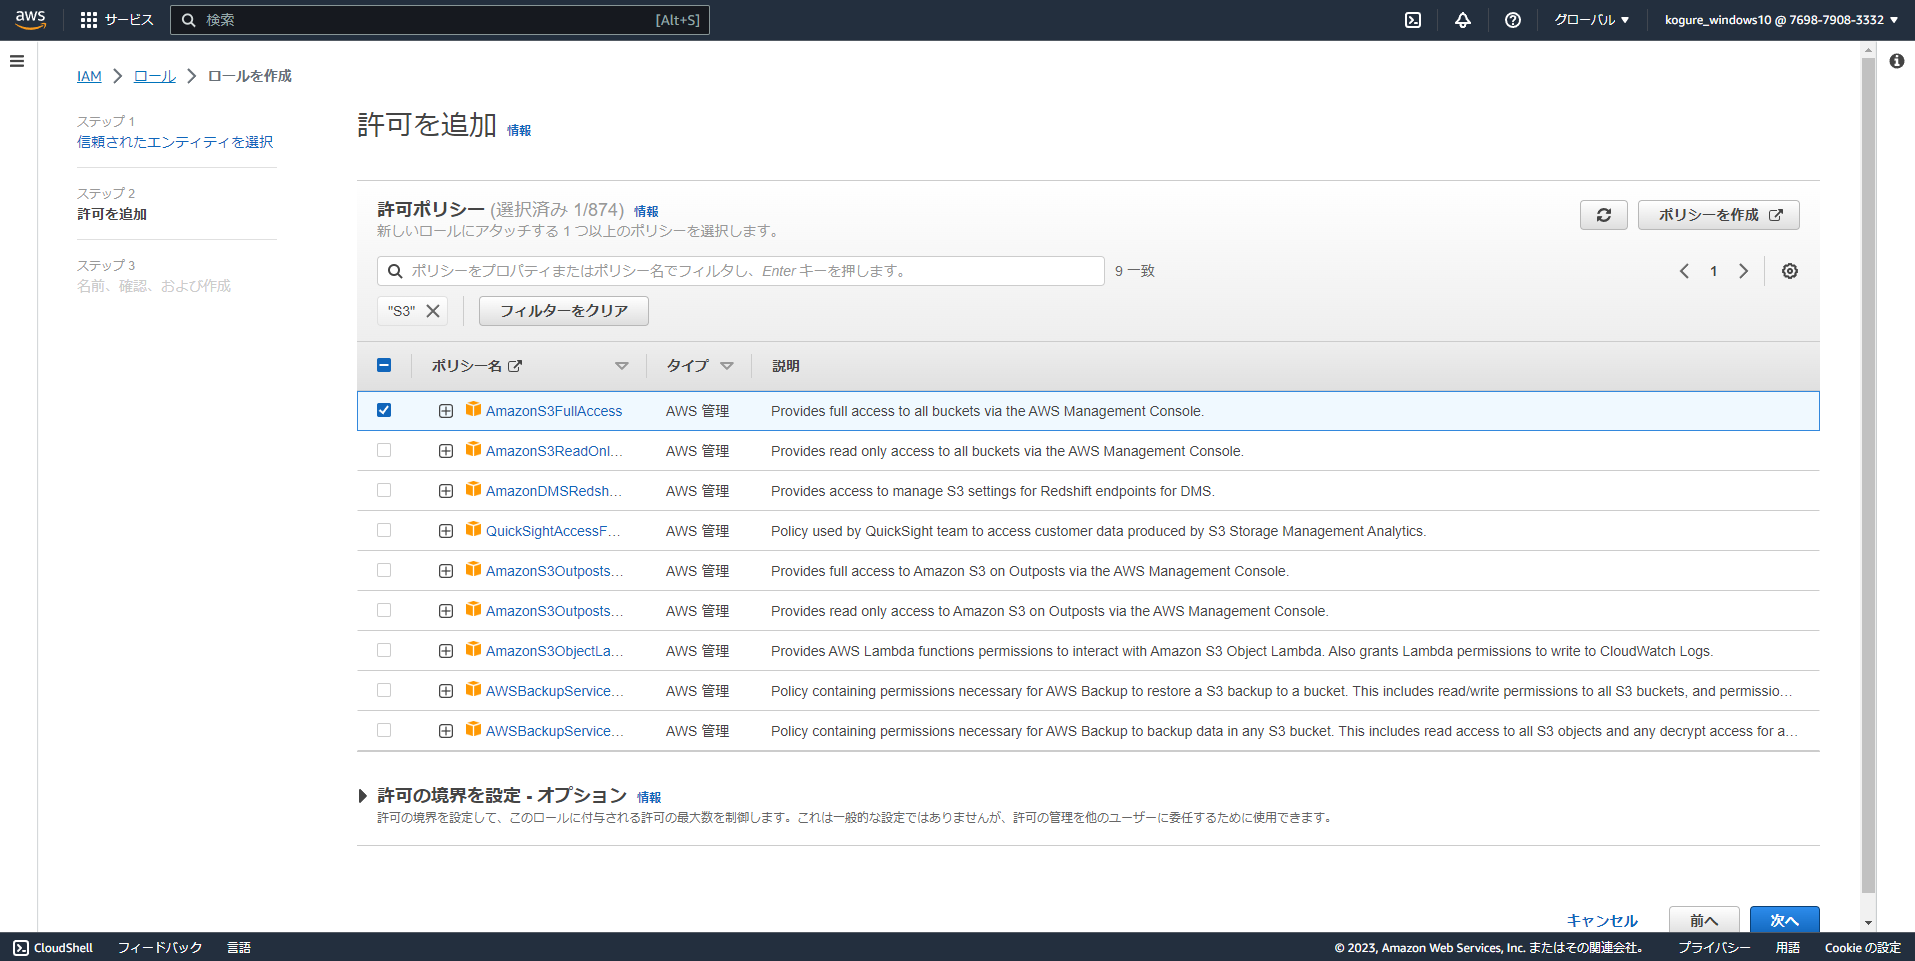 aws サービス 検索 [Alt+S] グローバル ▼ kogure_windows10 @ 7698-7908-3332 ▼
IAM > ロール > ロールを作成
ステップ 1
信頼されたエンティティを選択
ステップ 2
許可を追加
ステップ 3
名前、確認、および作成
許可を追加 情報
許可ポリシー (選択済み 1/874) 情報
新しいロールにアタッチする 1 つ以上のポリシーを選択します。
ポリシーを作成
ポリシーをプロパティまたはポリシー名でフィルタし、Enter キーを押します。 9 一致 1
"S3" フィルターをクリア
ポリシー名 タイプ 説明
AmazonS3FullAccess AWS 管理 Provides full access to all buckets via the AWS Management Console.
AmazonS3ReadOnl... AWS 管理 Provides read only access to all buckets via the AWS Management Console.
AmazonDMSRedsh... AWS 管理 Provides access to manage S3 settings for Redshift endpoints for DMS.
QuickSightAccessF... AWS 管理 Policy used by QuickSight team to access customer data produced by S3 Storage Management Analytics.
AmazonS3Outposts... AWS 管理 Provides full access to Amazon S3 on Outposts via the AWS Management Console.
AmazonS3Outposts... AWS 管理 Provides read only access to Amazon S3 on Outposts via the AWS Management Console.
AmazonS3ObjectLa... AWS 管理 Provides AWS Lambda functions permissions to interact with Amazon S3 Object Lambda. Also grants Lambda permissions to write to CloudWatch Logs.
AWSBackupService... AWS 管理 Policy containing permissions necessary for AWS Backup to restore a S3 backup to a bucket. This includes read/write permissions to all S3 buckets, and permissio...
AWSBackupService... AWS 管理 Policy containing permissions necessary for AWS Backup to backup data in any S3 bucket. This includes read access to all S3 objects and any decrypt access for a...
許可の境界を設定 - オプション 情報
許可の境界を設定して、このロールに付与される許可の最大数を制御します。これは一般的な設定ではありませんが、許可の管理を他のユーザーに委任するために使用できます。
キャンセル 前へ 次へ
CloudShell フィードバック 言語 © 2023, Amazon Web Services, Inc. またはその関連会社。 プライバシー 用語 Cookie の設定